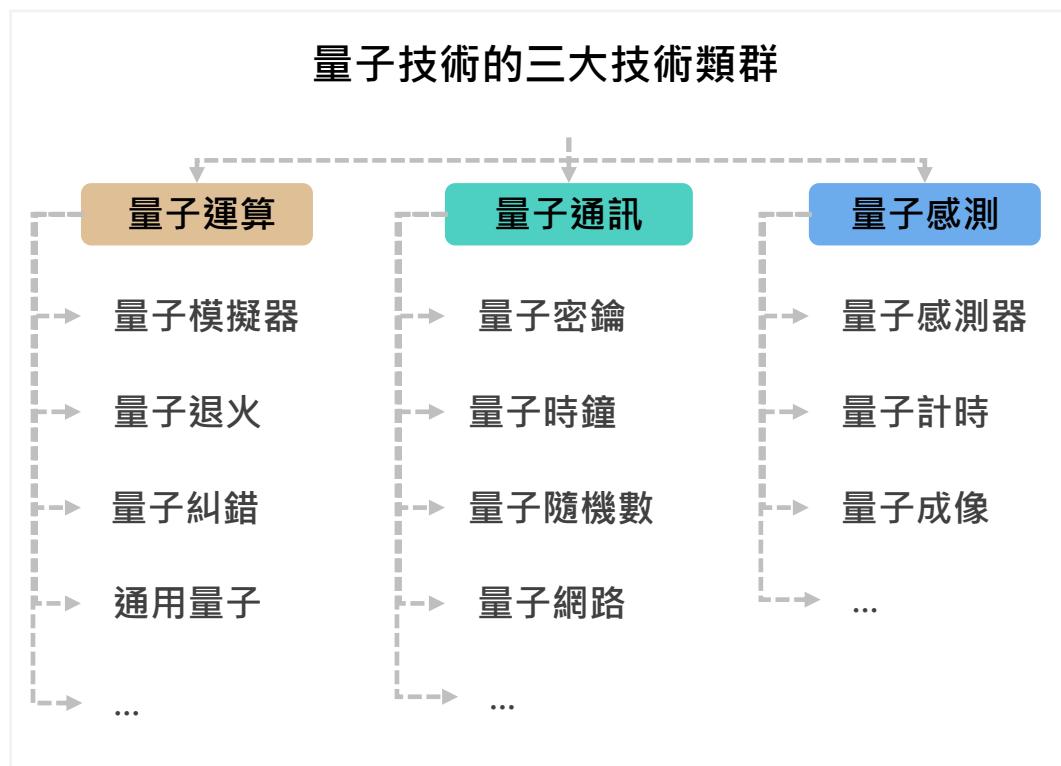 量子技術的三大技術類群
量子運算
量子模擬器
量子退火
量子糾錯
通用量子
...
量子通訊
量子密鑰
量子時鐘
量子隨機數
量子網路
...
量子感測
量子感測器
量子計時
量子成像
...